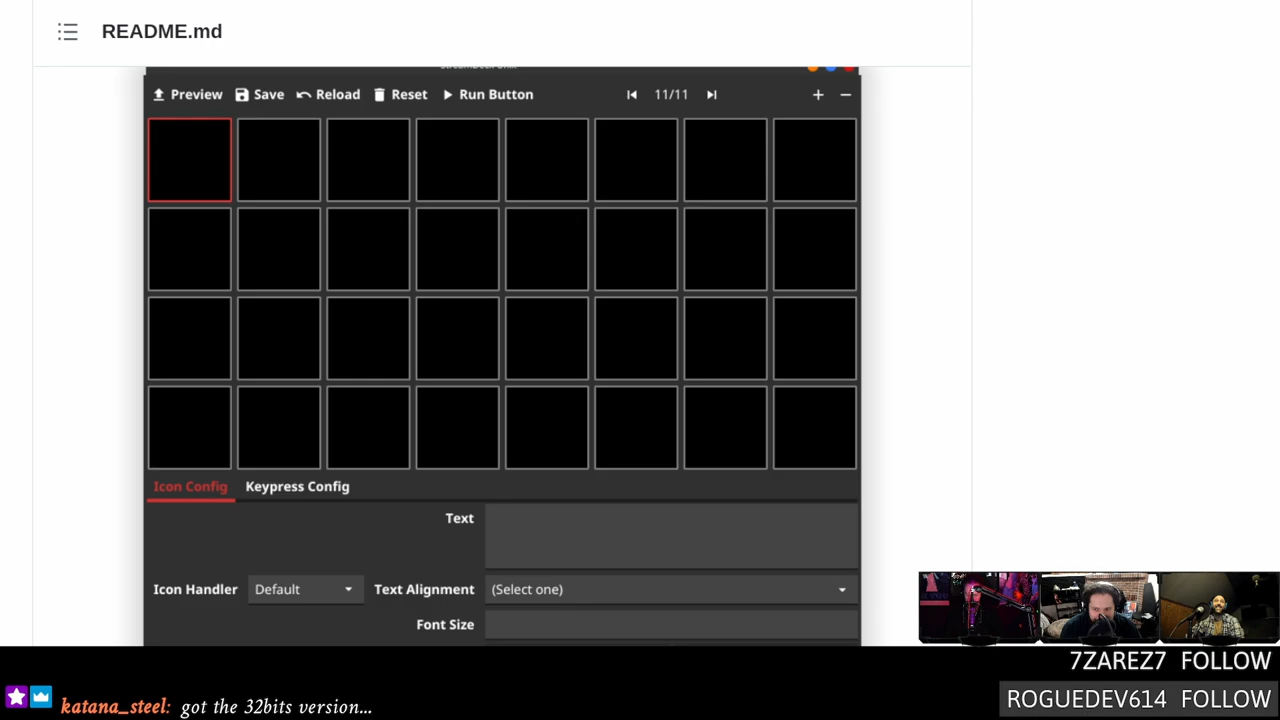 README.md
Preview Save Reload Reset Run Button 11/11 + −
Icon Config Keypress Config
Text
Icon Handler Default Text Alignment (Select one)
Font Size
7ZAREZ7 FOLLOW
ROGUEDEV614 FOLLOW
katana_steel: got the 32bits version...